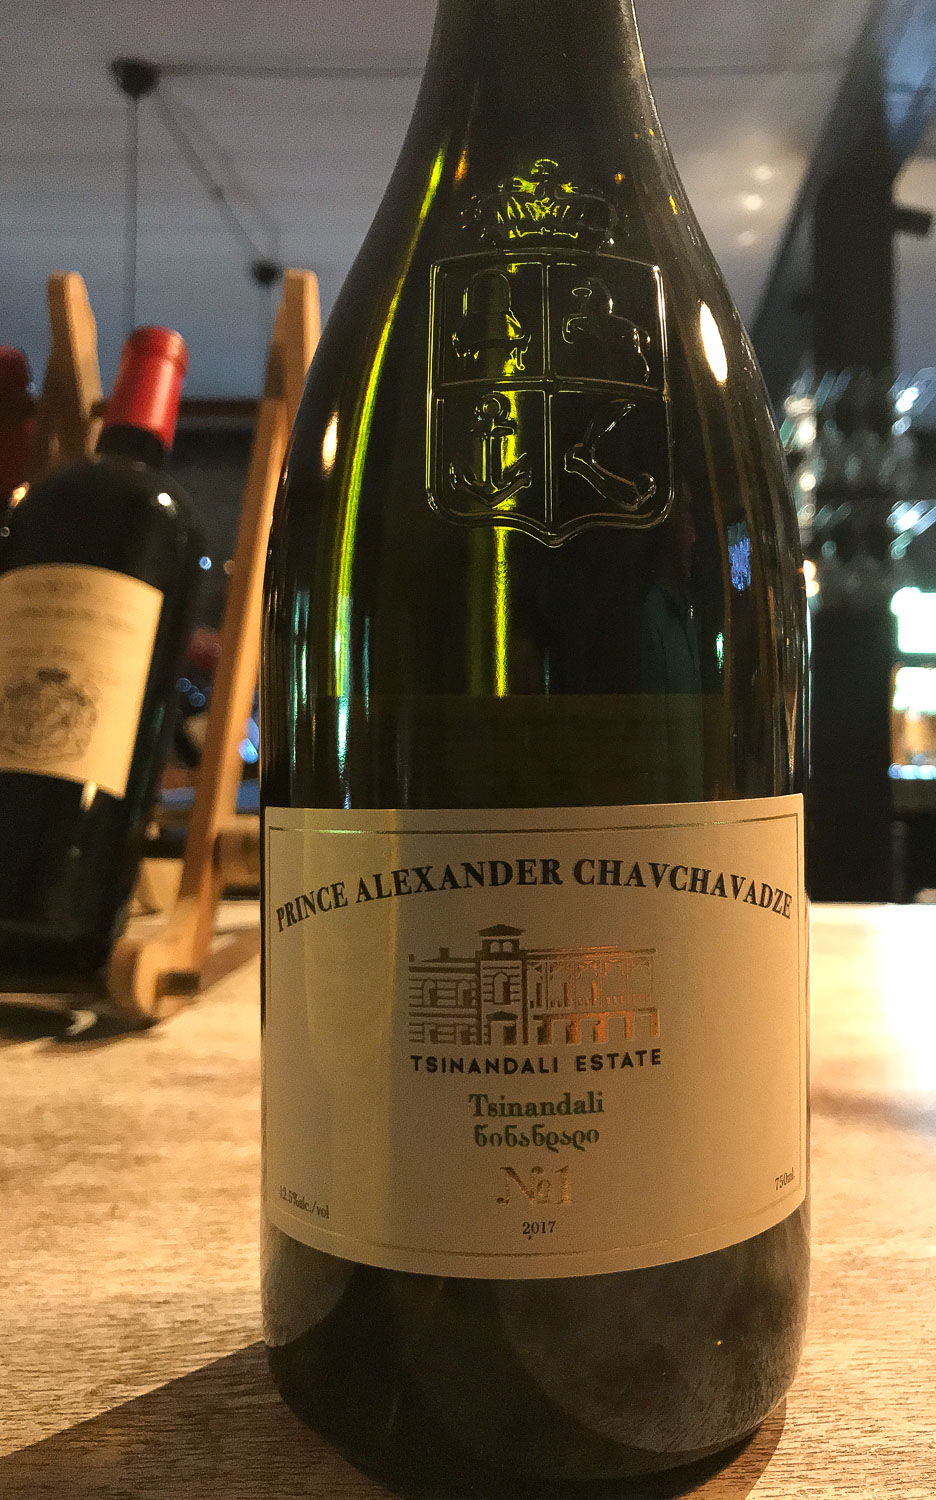 PRINCE ALEXANDER CHAVCHAVADZE
TSINANDALI ESTATE
Tsinandali
წინანდალი
№1
2017
12.5%alc./vol
750ml.